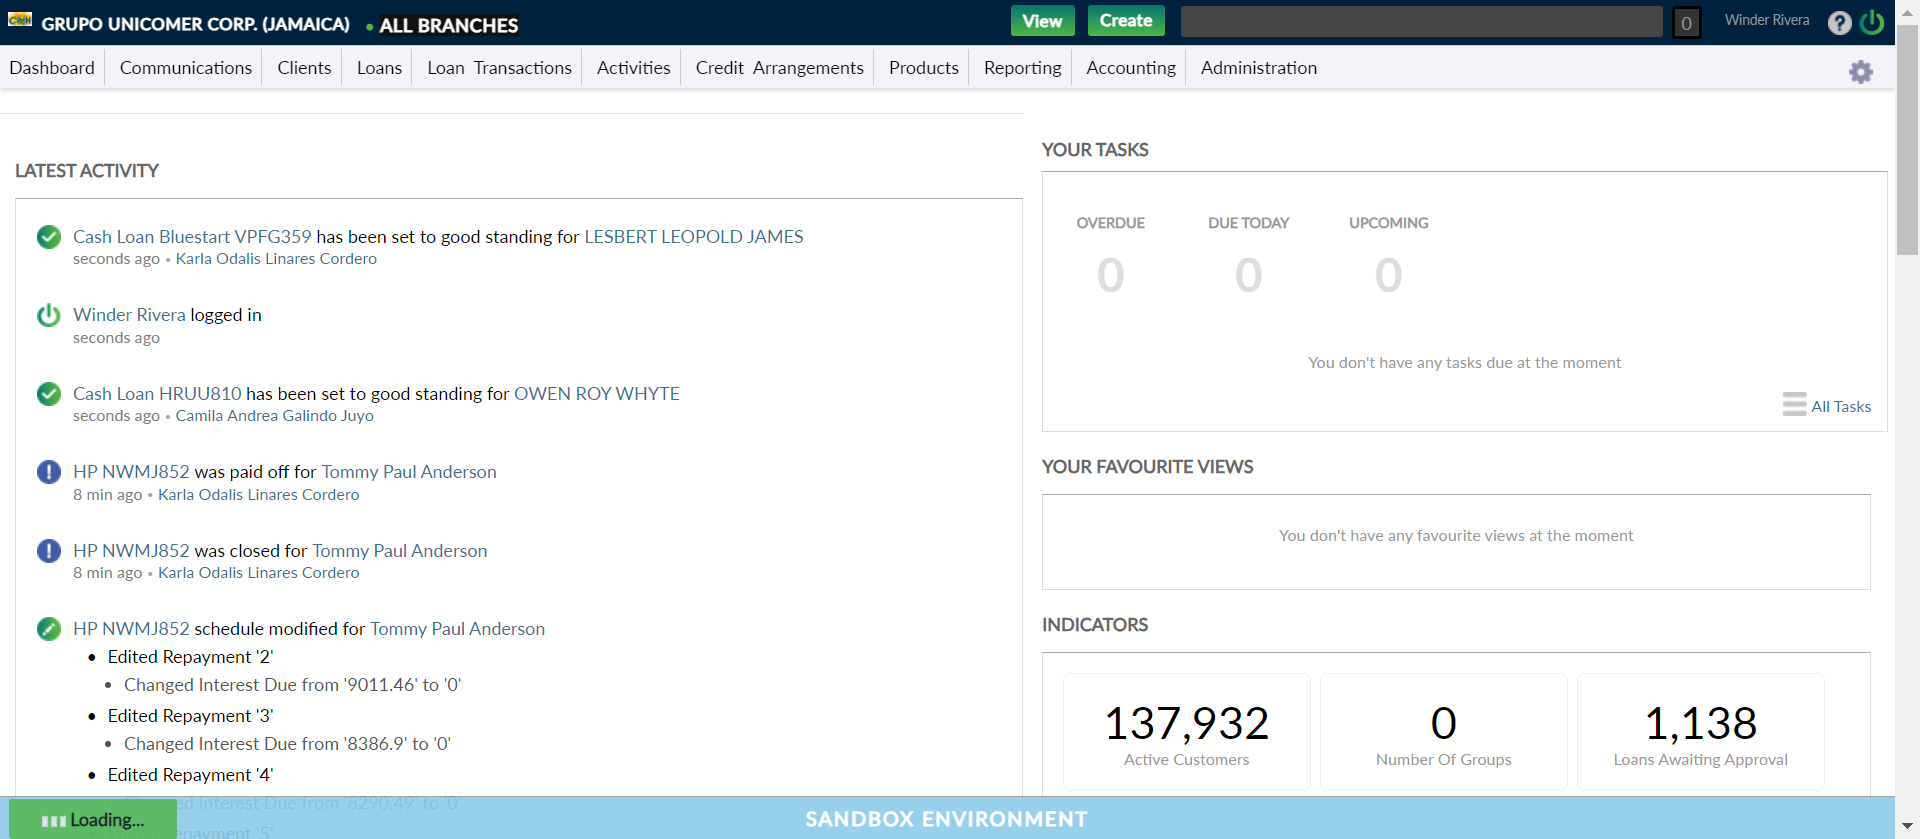 Cash GRUPO UNICOMER CORP. (JAMAICA) • ALL BRANCHES View Create 0 Winder Rivera ?
Dashboard Communications Clients Loans Loan Transactions Activities Credit Arrangements Products Reporting Accounting Administration
LATEST ACTIVITY
Cash Loan Bluestart VPFG359 has been set to good standing for LESBERT LEOPOLD JAMES
seconds ago • Karla Odalis Linares Cordero
Winder Rivera logged in
seconds ago
Cash Loan HRUU810 has been set to good standing for OWEN ROY WHYTE
seconds ago • Camila Andrea Galindo Juyo
HP NWMJ852 was paid off for Tommy Paul Anderson
8 min ago • Karla Odalis Linares Cordero
HP NWMJ852 was closed for Tommy Paul Anderson
8 min ago • Karla Odalis Linares Cordero
HP NWMJ852 schedule modified for Tommy Paul Anderson
• Edited Repayment '2'
• Changed Interest Due from '9011.46' to '0'
• Edited Repayment '3'
• Changed Interest Due from '8386.9' to '0'
• Edited Repayment '4'
Changed Interest Due from '8290.49' to '0'
Edited Repayment '5'
YOUR TASKS
OVERDUE DUE TODAY UPCOMING
0 0 0
You don't have any tasks due at the moment
All Tasks
YOUR FAVOURITE VIEWS
You don't have any favourite views at the moment
INDICATORS
137,932 0 1,138
Active Customers Number Of Groups Loans Awaiting Approval
Loading... SANDBOX ENVIRONMENT